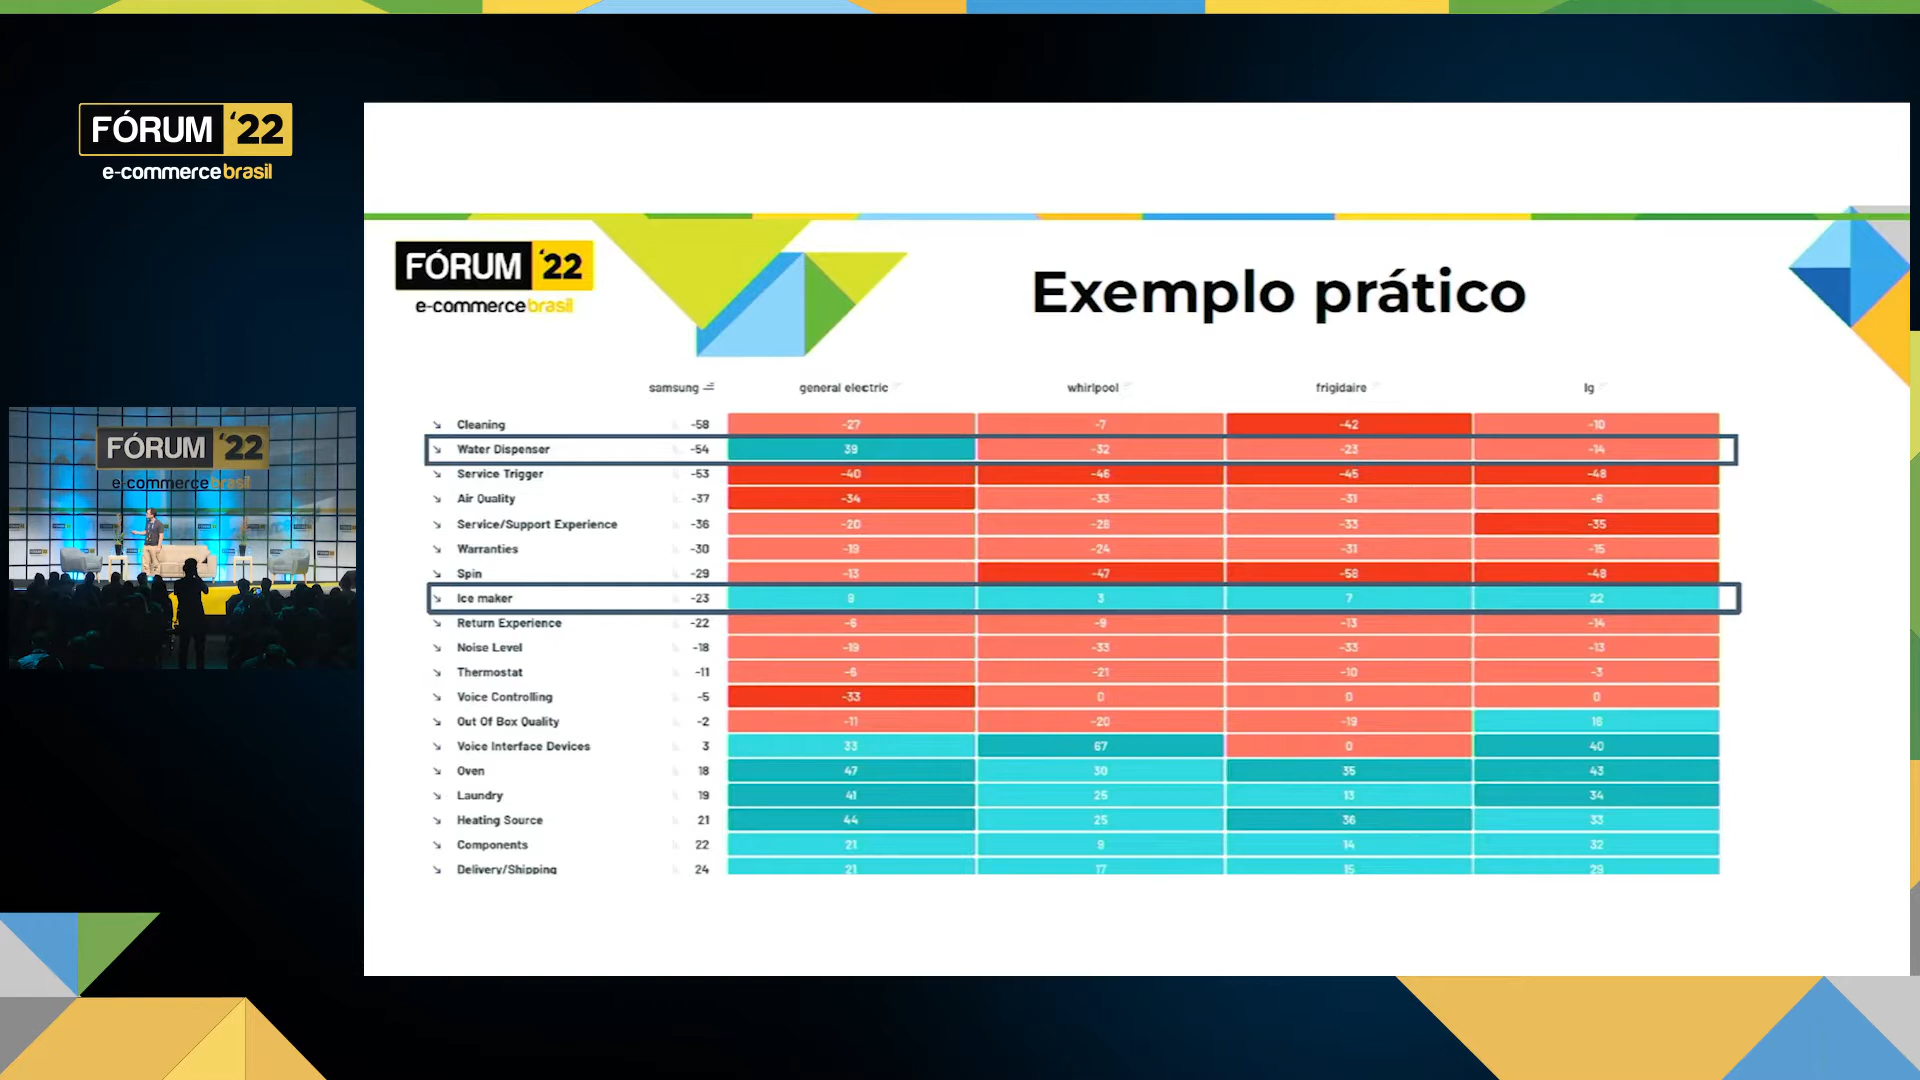 FÓRUM '22
e-commercebrasil
FÓRUM '22
e-commercebrasil
Exemplo prático
samsung general electric whirlpool frigidaire lg
Cleaning -58 -27 -7 -42 -10
Water Dispenser -54 39 -32 -23 -14
Service Trigger -53 -40 -46 -45 -48
Air Quality -37 -34 -33 -31 -6
Service/Support Experience -36 -20 -28 -33 -35
Warranties -30 -19 -24 -31 -15
Spin -29 -13 -47 -58 -48
Ice maker -23 9 3 7 22
Return Experience -22 -6 -9 -13 -14
Noise Level -18 -19 -33 -33 -13
Thermostat -11 -6 -21 -10 -3
Voice Controlling -5 -33 0 0 0
Out Of Box Quality -2 -11 -20 -19 16
Voice Interface Devices 3 33 67 0 40
Oven 18 47 30 35 43
Laundry 19 41 25 13 34
Heating Source 21 44 25 36 33
Components 22 21 9 14 32
Delivery/Shipping 24 21 17 15 29
FÓRUM '22
e-commercebrasil